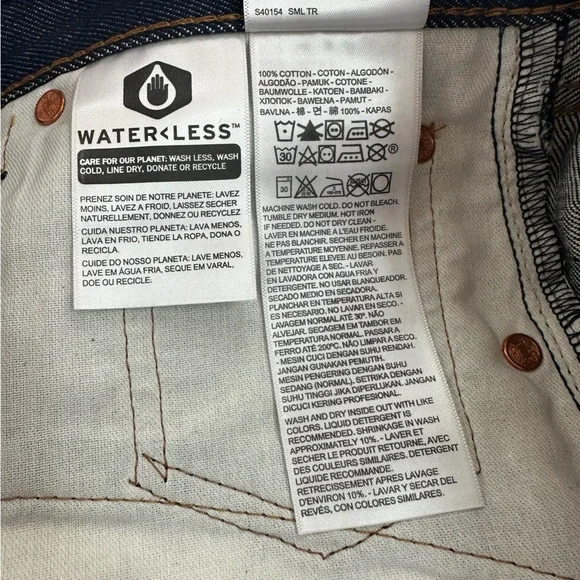 S40154 SML TR
WATER<LESS™
CARE FOR OUR PLANET: WASH LESS, WASH
COLD, LINE DRY, DONATE OR RECYCLE
PRENEZ SOIN DE NOTRE PLANETE: LAVEZ
MOINS, LAVEZ A FROID, LAISSEZ SECHER
NATURELLEMENT, DONNEZ OU RECYCLEZ
CUIDA NUESTRO PLANETA: LAVA MENOS,
LAVA EN FRIO, TIENDE LA ROPA, DONA O
RECICLA.
CUIDE DO NOSSO PLANETA: LAVE MENOS,
LAVE EM ÁGUA FRIA, SEQUE EM VARAL,
DOE OU RECICLE.
100% COTTON - COTON - ALGODÓN -
ALGODÃO - PAMUK - COTONE -
BAUMWOLLE - KATOEN - BAMBAKI -
ХЛОПОК - BAWEŁNA - PAMUT -
BAVLNA - 棉 - 면 - 綿 100% - KAPAS
30
®
30
MACHINE WASH COLD. DO NOT BLEACH.
TUMBLE DRY MEDIUM. HOT IRON
IF NEEDED. DO NOT DRY CLEAN -
LAVER EN MACHINE A L'EAU FROIDE.
NE PAS BLANCHIR. SECHER EN MACHINE
A TEMPERATURE MOYENNE. REPASSER A
TEMPERATURE ELEVEE AU BESOIN. PAS
DE NETTOYAGE A SEC. - LAVAR
EN LAVADORA CON AGUA FRIA Y
DETERGENTE. NO USAR BLANQUEADOR.
SECADO MEDIO EN SECADORA.
PLANCHAR EN TEMPERATURA ALTA SI
ES NECESARIO. NO LAVAR EN SECO. -
LAVAGEM NORMAL ATÉ 30º. NÃO
ALVEJAR. SECAGEM EM TAMBOR EM
TEMPERATURA NORMAL. PASSAR A
FERRO ATÉ 200ºC. NÃO LIMPAR A SECO.
- MESIN CUCI DENGAN SUHU RENDAH.
JANGAN GUNAKAN PEMUTIH.
MESIN PENGERING DENGAN SUHU
SEDANG (NORMAL). SETRIKA DENGAN
SUHU TINGGI JIKA DIPERLUKAN. JANGAN
DICUCI KERING PROFESIONAL.
WASH AND DRY INSIDE OUT WITH LIKE
COLORS. LIQUID DETERGENT IS
RECOMMENDED. SHRINKAGE IN WASH
APPROXIMATELY 10%. - LAVER ET
SECHER LE PRODUIT RETOURNE, AVEC
DES COULEURS SIMILAIRES. DETERGENT
LIQUIDE RECOMMANDE.
RETRECISSEMENT APRES LAVAGE
D'ENVIRON 10%. - LAVAR Y SECAR DEL
REVÉS, CON COLORES SIMILARES.